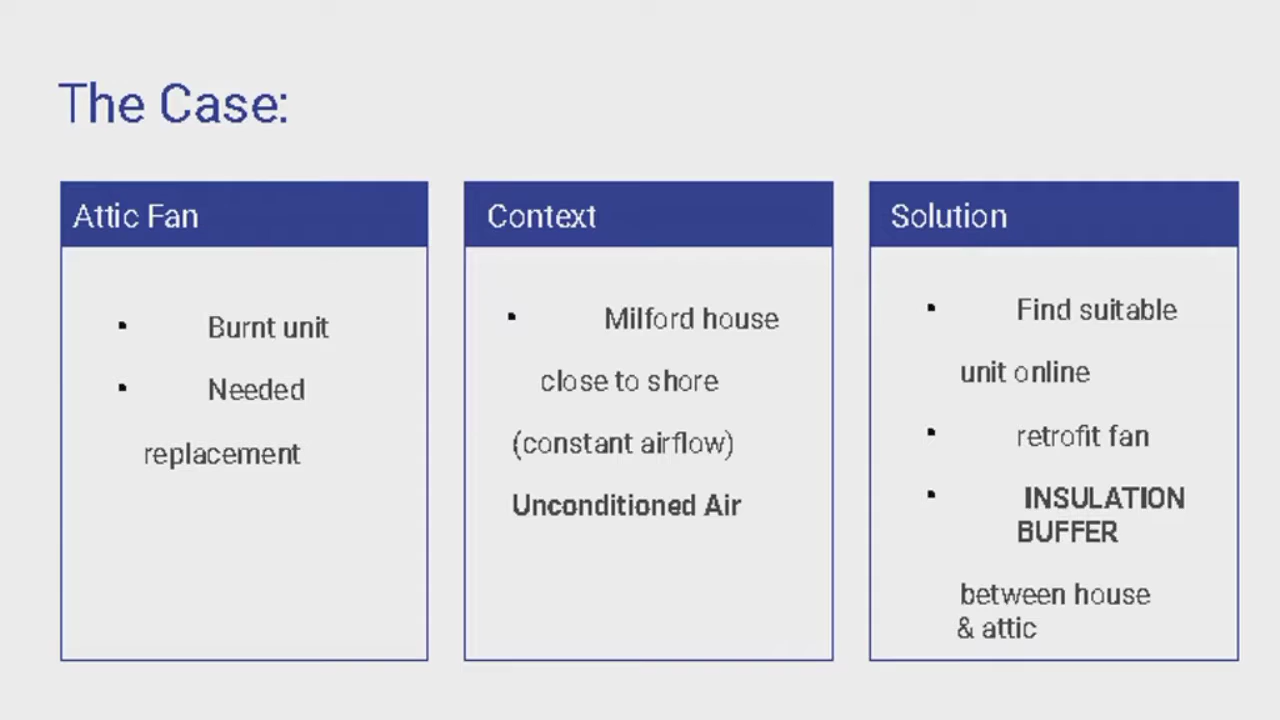 The Case:
Attic Fan
• Burnt unit
• Needed
replacement
Context
• Milford house
close to shore
(constant airflow)
Unconditioned Air
Solution
• Find suitable
unit online
• retrofit fan
• INSULATION
BUFFER
between house
& attic